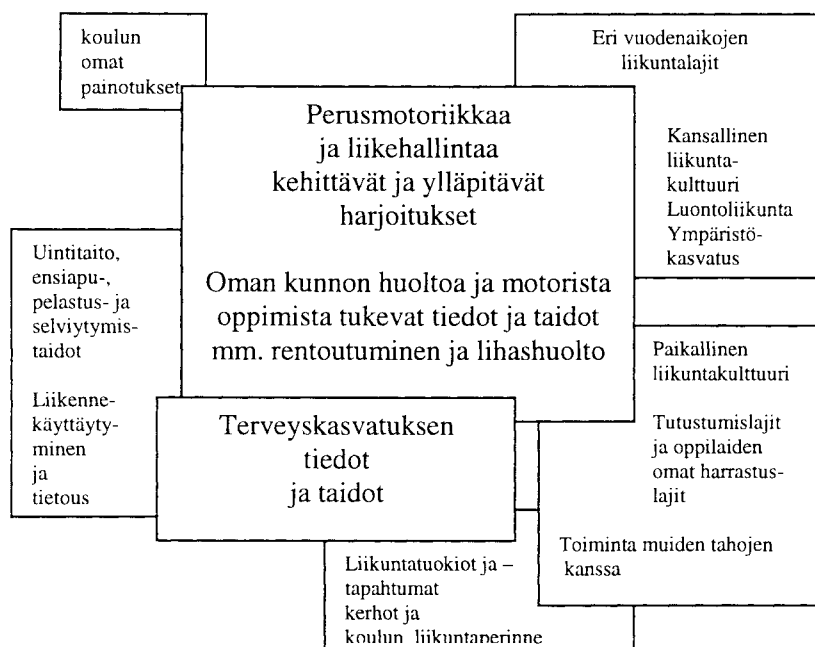 koulun
omat
painotukset
Eri vuodenaikojen
liikuntalajit
Kansallinen
liikunta-
kulttuuri
Luontoliikunta
Ympäristö-
kasvatus
Perusmotoriikkaa
ja liikehallintaa
kehittävät ja ylläpitävät
harjoitukset
Oman kunnon huoltoa ja motorista
oppimista tukevat tiedot ja taidot
mm. rentoutuminen ja lihashuolto
Uintitaito,
ensiapu-,
pelastus- ja
selviytymis-
taidot
Liikenne-
käyttäyty-
minen
ja
tietous
Terveyskasvatuksen
tiedot
ja taidot
Paikallinen
liikuntakulttuuri
Tutustumislajit
ja oppilaiden
omat harrastus-
lajit
Toiminta muiden tahojen
kanssa
Liikuntatuokiot ja –
tapahtumat
kerhot ja
koulun liikuntaperinne